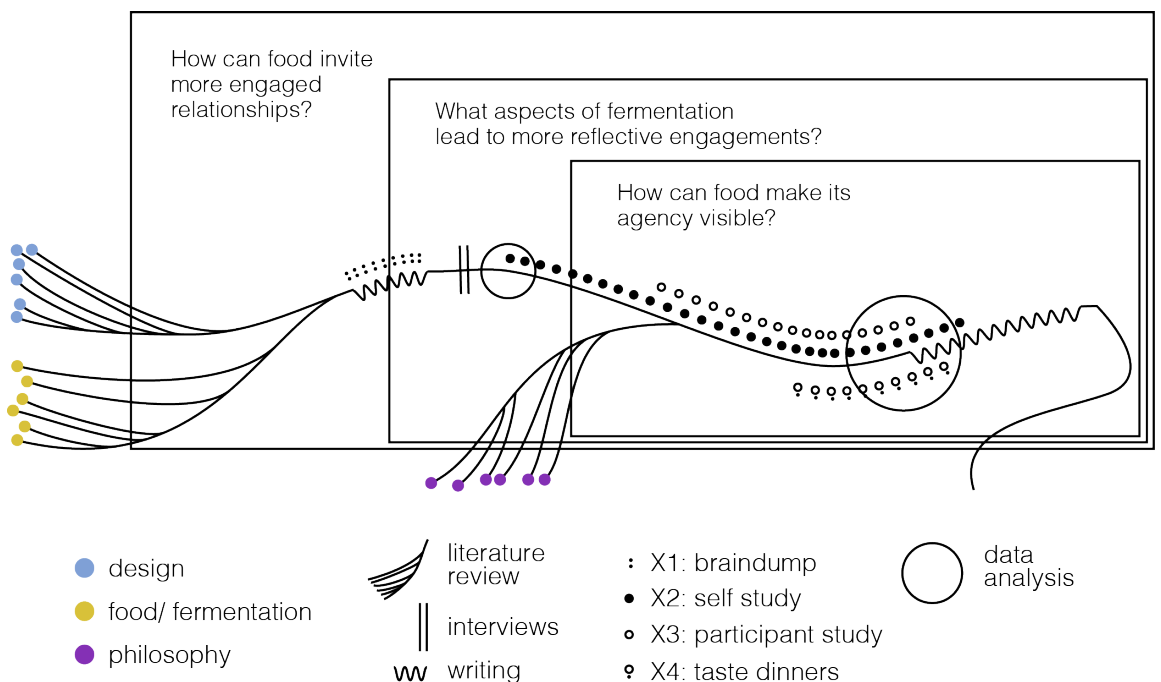 How can food invite
more engaged
relationships?
What aspects of fermentation
lead to more reflective engagements?
How can food make its
agency visible?
design
food/ fermentation
philosophy
literature
review
interviews
writing
X1: braindump
X2: self study
X3: participant study
X4: taste dinners
data
analysis